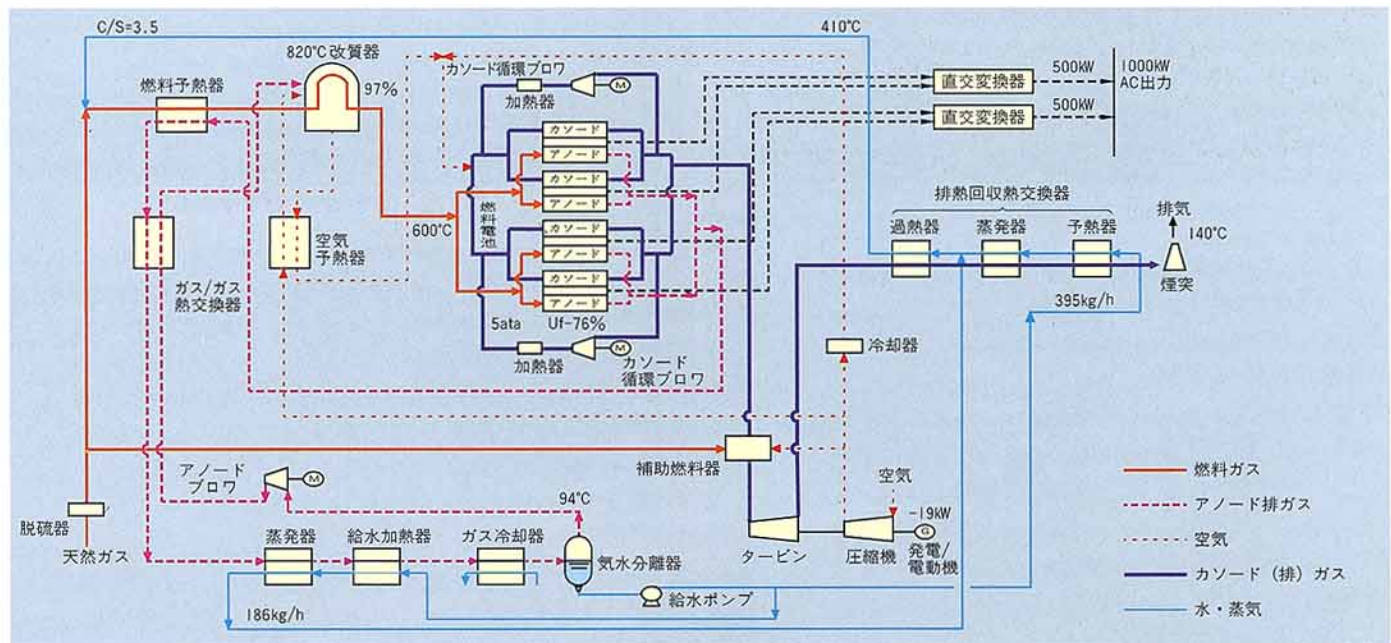 C/S=3.5
410℃
820℃改質器
97%
燃料予熱器
カソード循環ブロワ
加熱器
M
カソード
アノード
カソード
アノード
カソード
アノード
カソード
アノード
燃料電池
600℃
5ata
Uf-76%
加熱器
M
カソード
循環ブロワ
直交変換器
500kW
直交変換器
500kW
1000kW
AC出力
排熱回収熱交換器
過熱器
蒸発器
予熱器
排気
140℃
煙突
395kg/h
空気
予熱器
ガス/ガス
熱交換器
冷却器
補助燃料器
アノード
ブロワ
M
脱硫器
天然ガス
94℃
蒸発器
給水加熱器
ガス冷却器
気水分離器
186kg/h
給水ポンプ
タービン
圧縮機
空気
-19kW
G
発電/
電動機
燃料ガス
アノード排ガス
空気
カソード（排）ガス
水・蒸気